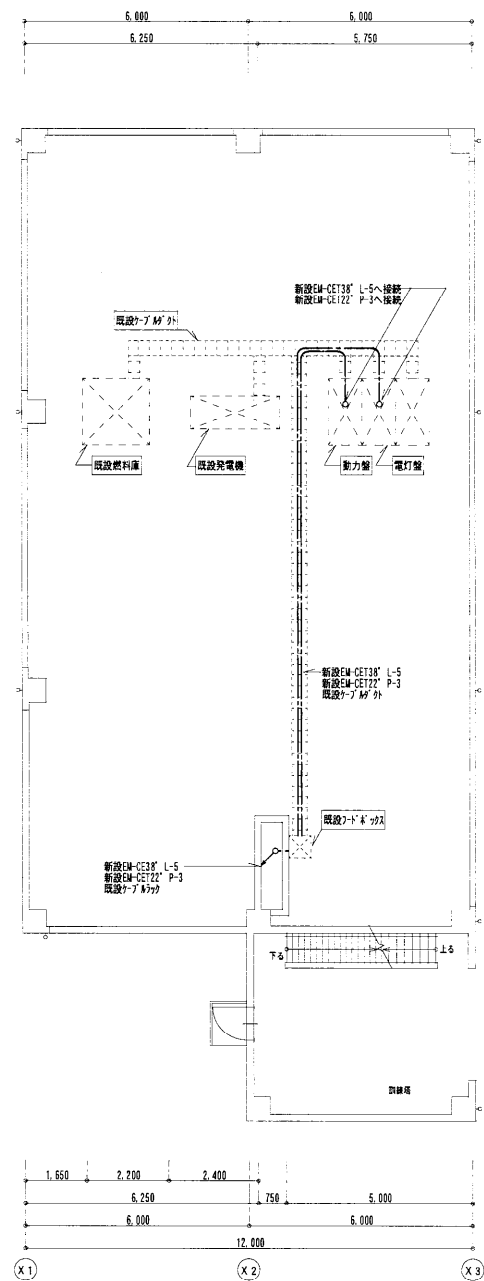 6,000 6,000
6,250 5,750
新設EM-CET38° L-5へ接続
新設EM-CET22° P-3へ接続
既設ケーブルダクト
既設燃料庫
既設発電機
動力盤
電灯盤
新設EM-CET38° L-5
新設EM-CET22° P-3
既設ケーブルダクト
既設フードボックス
新設EM-CE38° L-5
新設EM-CET22° P-3
既設ケーブルラック
下る
上る
訓練塔
1,650 2,200 2,400
6,250 750 5,000
6,000 6,000
12,000
X1 X2 X3